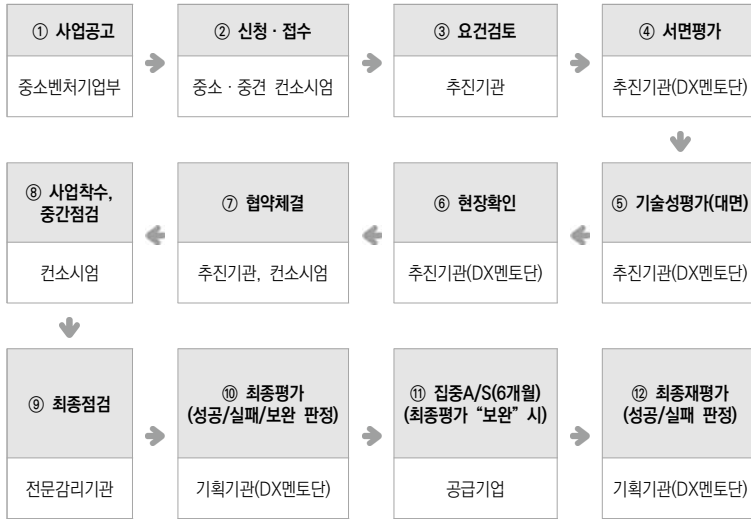 ① 사업공고
중소벤처기업부
② 신청 · 접수
중소 · 중견 컨소시엄
③ 요건검토
추진기관
④ 서면평가
추진기관(DX멘토단)
⑤ 기술성평가(대면)
추진기관(DX멘토단)
⑥ 현장확인
추진기관(DX멘토단)
⑦ 협약체결
추진기관, 컨소시엄
⑧ 사업착수,
중간점검
컨소시엄
⑨ 최종점검
전문감리기관
⑩ 최종평가
(성공/실패/보완 판정)
기획기관(DX멘토단)
⑪ 집중A/S(6개월)
(최종평가 “보완” 시)
공급기업
⑫ 최종재평가
(성공/실패 판정)
기획기관(DX멘토단)